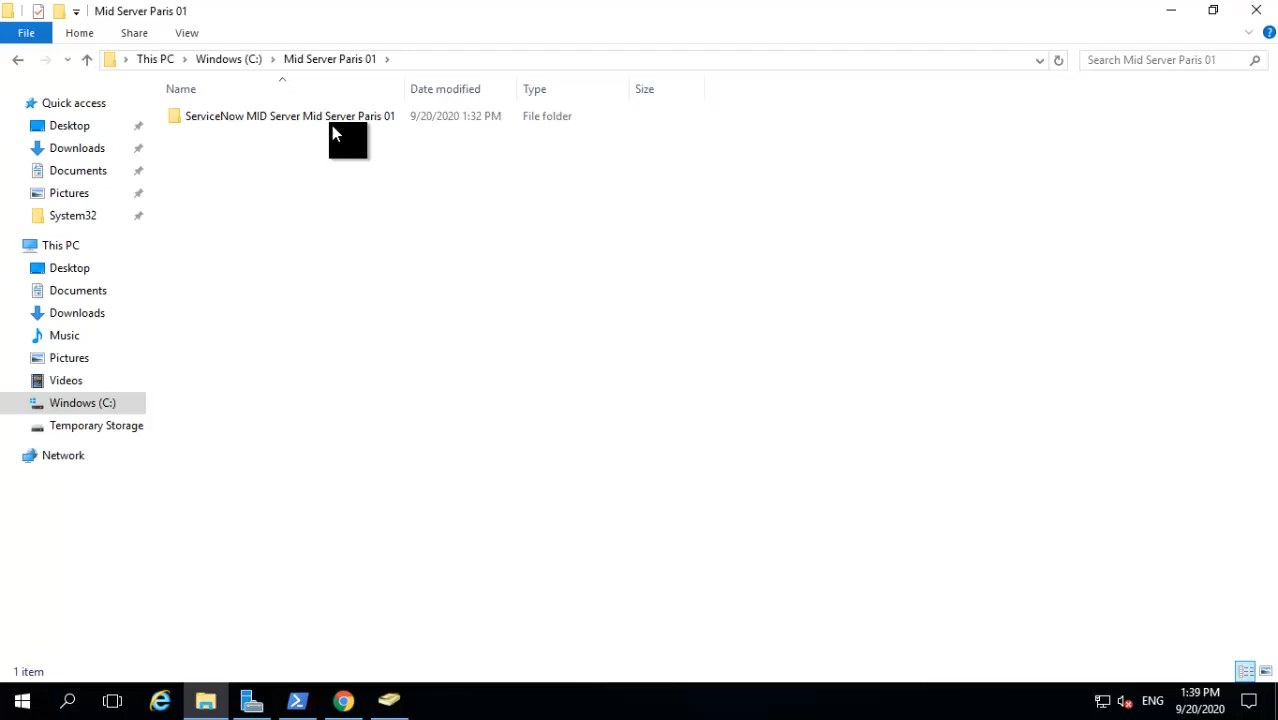 Mid Server Paris 01
File Home Share View
This PC Windows (C:) Mid Server Paris 01
Search Mid Server Paris 01
Name Date modified Type Size
ServiceNow MID Server Mid Server Paris 01 9/20/2020 1:32 PM File folder
Quick access
Desktop
Downloads
Documents
Pictures
System32
This PC
Desktop
Documents
Downloads
Music
Pictures
Videos
Windows (C:)
Temporary Storage
Network
1 item
ENG
1:39 PM
9/20/2020